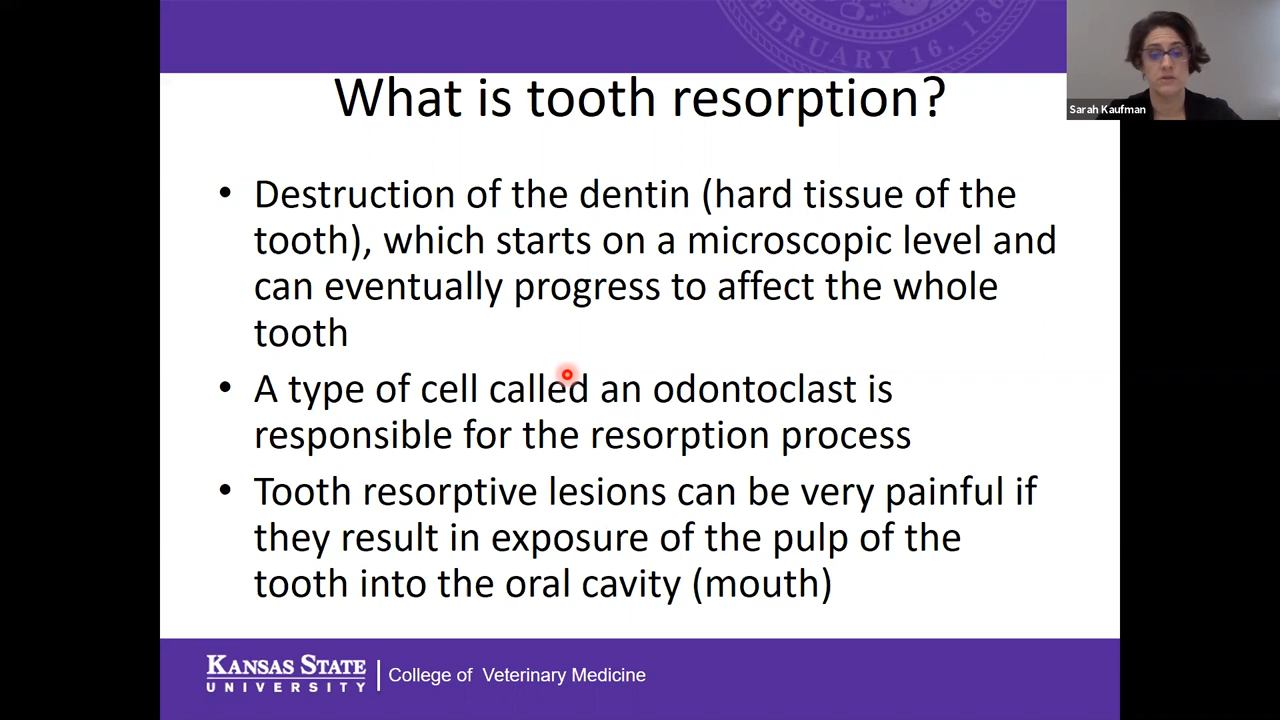 EBRUARY 16, 186
What is tooth resorption?
Sarah Kaufman
• Destruction of the dentin (hard tissue of the
tooth), which starts on a microscopic level and
can eventually progress to affect the whole
tooth
• A type of cell called an odontoclast is
responsible for the resorption process
• Tooth resorptive lesions can be very painful if
they result in exposure of the pulp of the
tooth into the oral cavity (mouth)
KANSAS STATE
UNIVERSITY
College of Veterinary Medicine